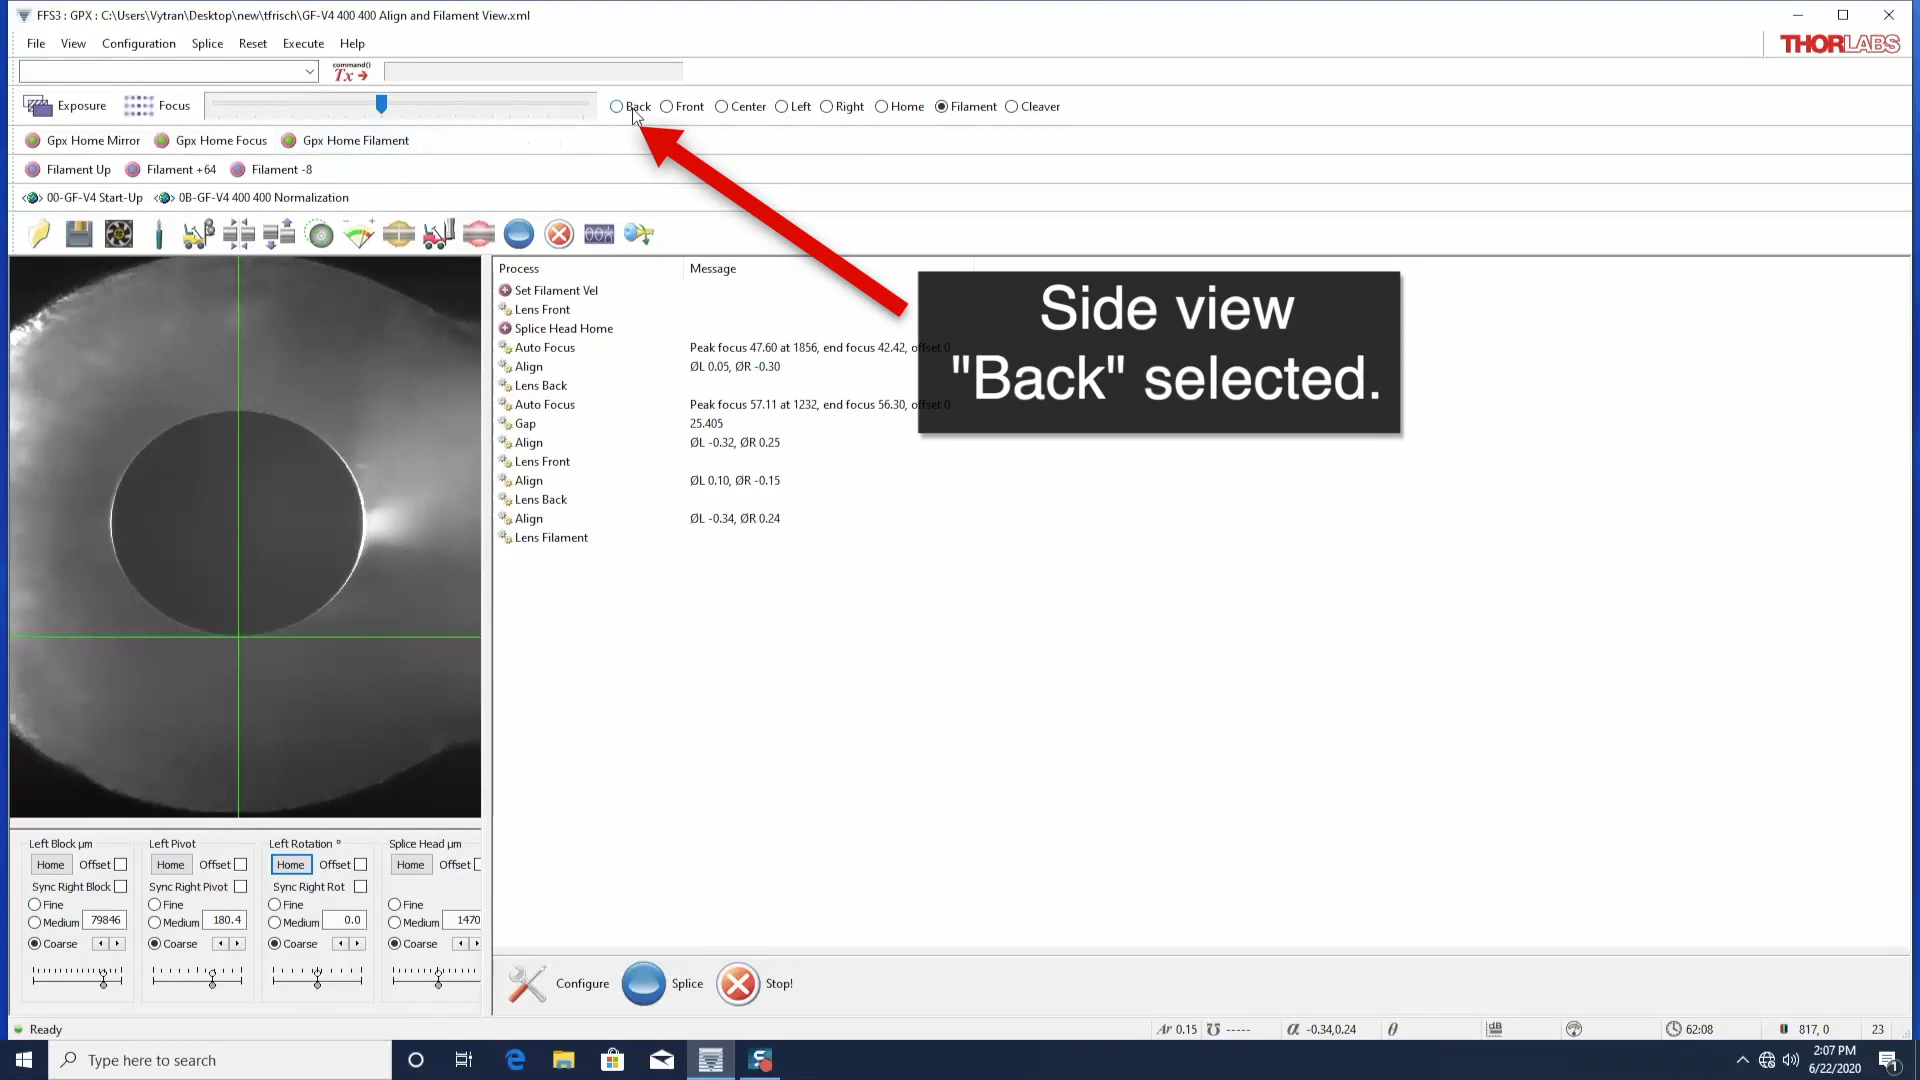 FFS3 : GPX : C:\Users\Vytran\Desktop\new\tfrisch\GF-V4 400 400 Align and Filament View.xml
File View Configuration Splice Reset Execute Help
THORLABS
command()
Tx
Exposure Focus Back Front Center Left Right Home Filament Cleaver
Gpx Home Mirror Gpx Home Focus Gpx Home Filament
Filament Up Filament +64 Filament -8
00-GF-V4 Start-Up 0B-GF-V4 400 400 Normalization
Process Message
Set Filament Vel
Lens Front
Splice Head Home
Auto Focus Peak focus 47.60 at 1856, end focus 42.42, offset 0
Align ØL 0.05, ØR -0.30
Lens Back
Auto Focus Peak focus 57.11 at 1232, end focus 56.30, offset 0
Gap 25.405
Align ØL -0.32, ØR 0.25
Lens Front
Align ØL 0.10, ØR -0.15
Lens Back
Align ØL -0.34, ØR 0.24
Lens Filament
Side view
"Back" selected.
Left Block µm Left Pivot Left Rotation ° Splice Head µm
Home Offset Home Offset Home Offset Home Offset
Sync Right Block Sync Right Pivot Sync Right Rot
Fine Fine Fine Fine
Medium 79846 Medium 180.4 Medium 0.0 Medium 1470
Coarse Coarse Coarse Coarse
Configure Splice Stop!
Ready Ar 0.15 ----- α -0.34,0.24 θ dB 62:08 817, 0 23
Type here to search
2:07 PM
6/22/2020
1